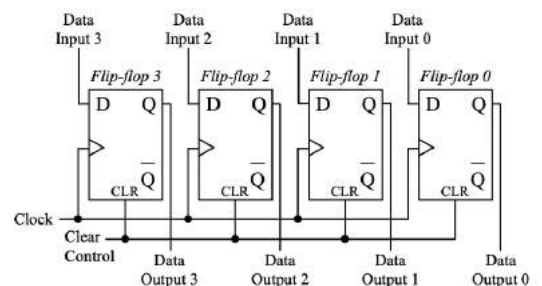 Data
Input 3
Data
Input 2
Data
Input 1
Data
Input 0
Flip-flop 3
Flip-flop 2
Flip-flop 1
Flip-flop 0
D Q
D Q
D Q
D Q
Q
Q
Q
Q
CLR
CLR
CLR
CLR
Clock
Clear
Control
Data
Output 3
Data
Output 2
Data
Output 1
Data
Output 0